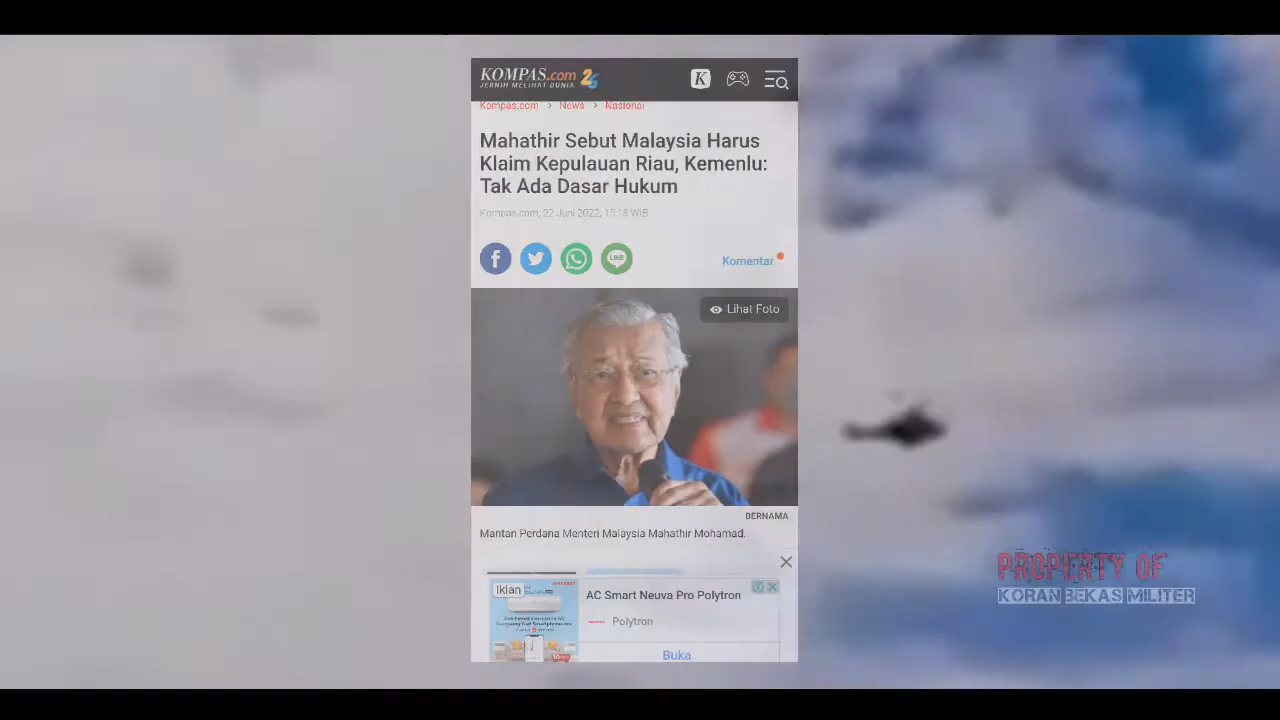 KOMPAS.com 26
JERNIH MELIHAT DUNIA
K
Kompas.com > News > Nasional
Mahathir Sebut Malaysia Harus
Klaim Kepulauan Riau, Kemenlu:
Tak Ada Dasar Hukum
Kompas.com, 22 Juni 2022, 15:18 WIB
f
LINE
Komentar
Lihat Foto
BERNAMA
Mantan Perdana Menteri Malaysia Mahathir Mohamad.
Iklan
AC Smart Neuva Pro Polytron
Polytron
Buka
PROPERTY OF
KORAN BEKAS MILITER